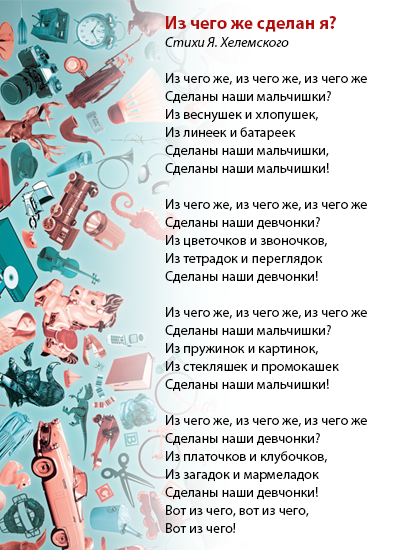 Из чего же сделан я?
Стихи Я. Хелемского
Из чего же, из чего же, из чего же
Сделаны наши мальчишки?
Из веснушек и хлопушек,
Из линеек и батареек
Сделаны наши мальчишки,
Сделаны наши мальчишки!
Из чего же, из чего же, из чего же
Сделаны наши девчонки?
Из цветочков и звоночков,
Из тетрадок и переглядок
Сделаны наши девчонки!
Из чего же, из чего же, из чего же
Сделаны наши мальчишки?
Из пружинок и картинок,
Из стекляшек и промокашек
Сделаны наши мальчишки!
Из чего же, из чего же, из чего же
Сделаны наши девчонки?
Из платочков и клубочков,
Из загадок и мармеладок
Сделаны наши девчонки!
Вот из чего, вот из чего,
Вот из чего!